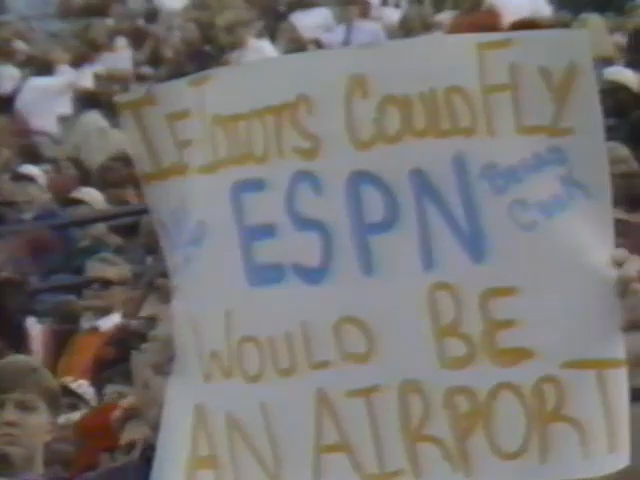 IF IDIOTS COULD FLY
ESPN
WOULD BE
AN AIRPORT